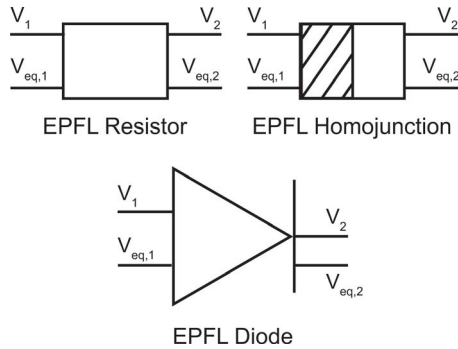 V1 V2 V1 V2
Veq,1 Veq,2 Veq,1 Veq,2
EPFL Resistor EPFL Homojunction
V1
V2
Veq,1
Veq,2
EPFL Diode